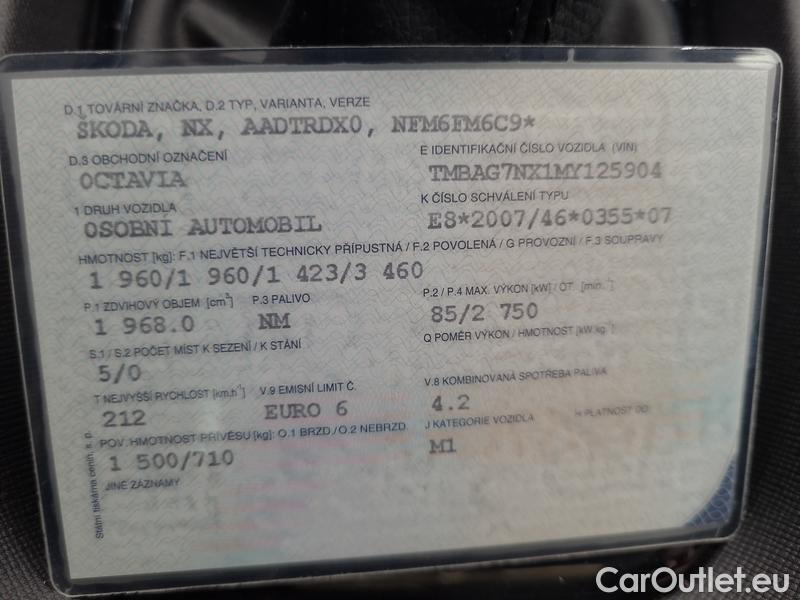 D.1 TOVÁRNÍ ZNAČKA, D.2 TYP, VARIANTA, VERZE
ŠKODA, NX, AADTRDX0, NFM6FM6C9*
D.3 OBCHODNÍ OZNAČENÍ
E IDENTIFIKAČNÍ ČÍSLO VOZIDLA (VIN)
OCTAVIA
TMBAG7NX1MY125904
1 DRUH VOZIDLA
K ČÍSLO SCHVÁLENÍ TYPU
OSOBNÍ AUTOMOBIL
E8*2007/46*0355*07
HMOTNOST [kg]: F.1 NEJVĚTŠÍ TECHNICKY PŘÍPUSTNÁ / F.2 POVOLENÁ / G PROVOZNÍ / F.3 SOUPRAVY
1 960/1 960/1 423/3 460
P.1 ZDVIHOVÝ OBJEM [cm³]
P.3 PALIVO
P.2 / P.4 MAX. VÝKON [kW] / OT. [min.⁻¹]
1 968.0
NM
85/2 750
Q POMĚR VÝKON / HMOTNOST [kW.kg⁻¹]
S.1 / S.2 POČET MÍST K SEZENÍ / K STÁNÍ
5/0
T NEJVYŠŠÍ RYCHLOST [km.h⁻¹]
V.9 EMISNÍ LIMIT Č.
V.8 KOMBINOVANÁ SPOTŘEBA PALIVA
212
EURO 6
4.2
POV. HMOTNOST PŘÍVĚSU [kg]: O.1 BRZD./O.2 NEBRZD.
J KATEGORIE VOZIDLA
H PLATNOST DO
1 500/710
M1
JINÉ ZÁZNAMY
Státní tiskárna cenin, s. p.
CarOutlet.eu